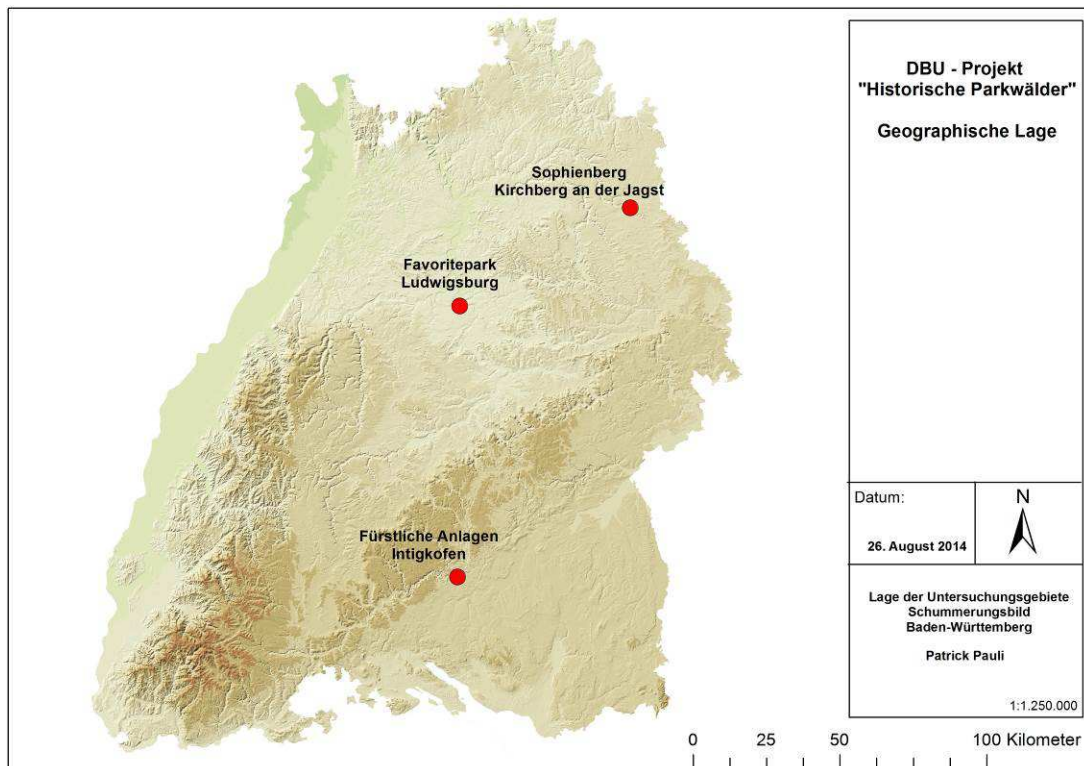 DBU - Projekt
"Historische Parkwälder"
Geographische Lage
Sophienberg
Kirchberg an der Jagst
Favoritepark
Ludwigsburg
Fürstliche Anlagen
Intigkofen
Datum:
26. August 2014
N
Lage der Untersuchungsgebiete
Schummerungsbild
Baden-Württemberg
Patrick Pauli
1:1.250.000
0 25 50 100 Kilometer